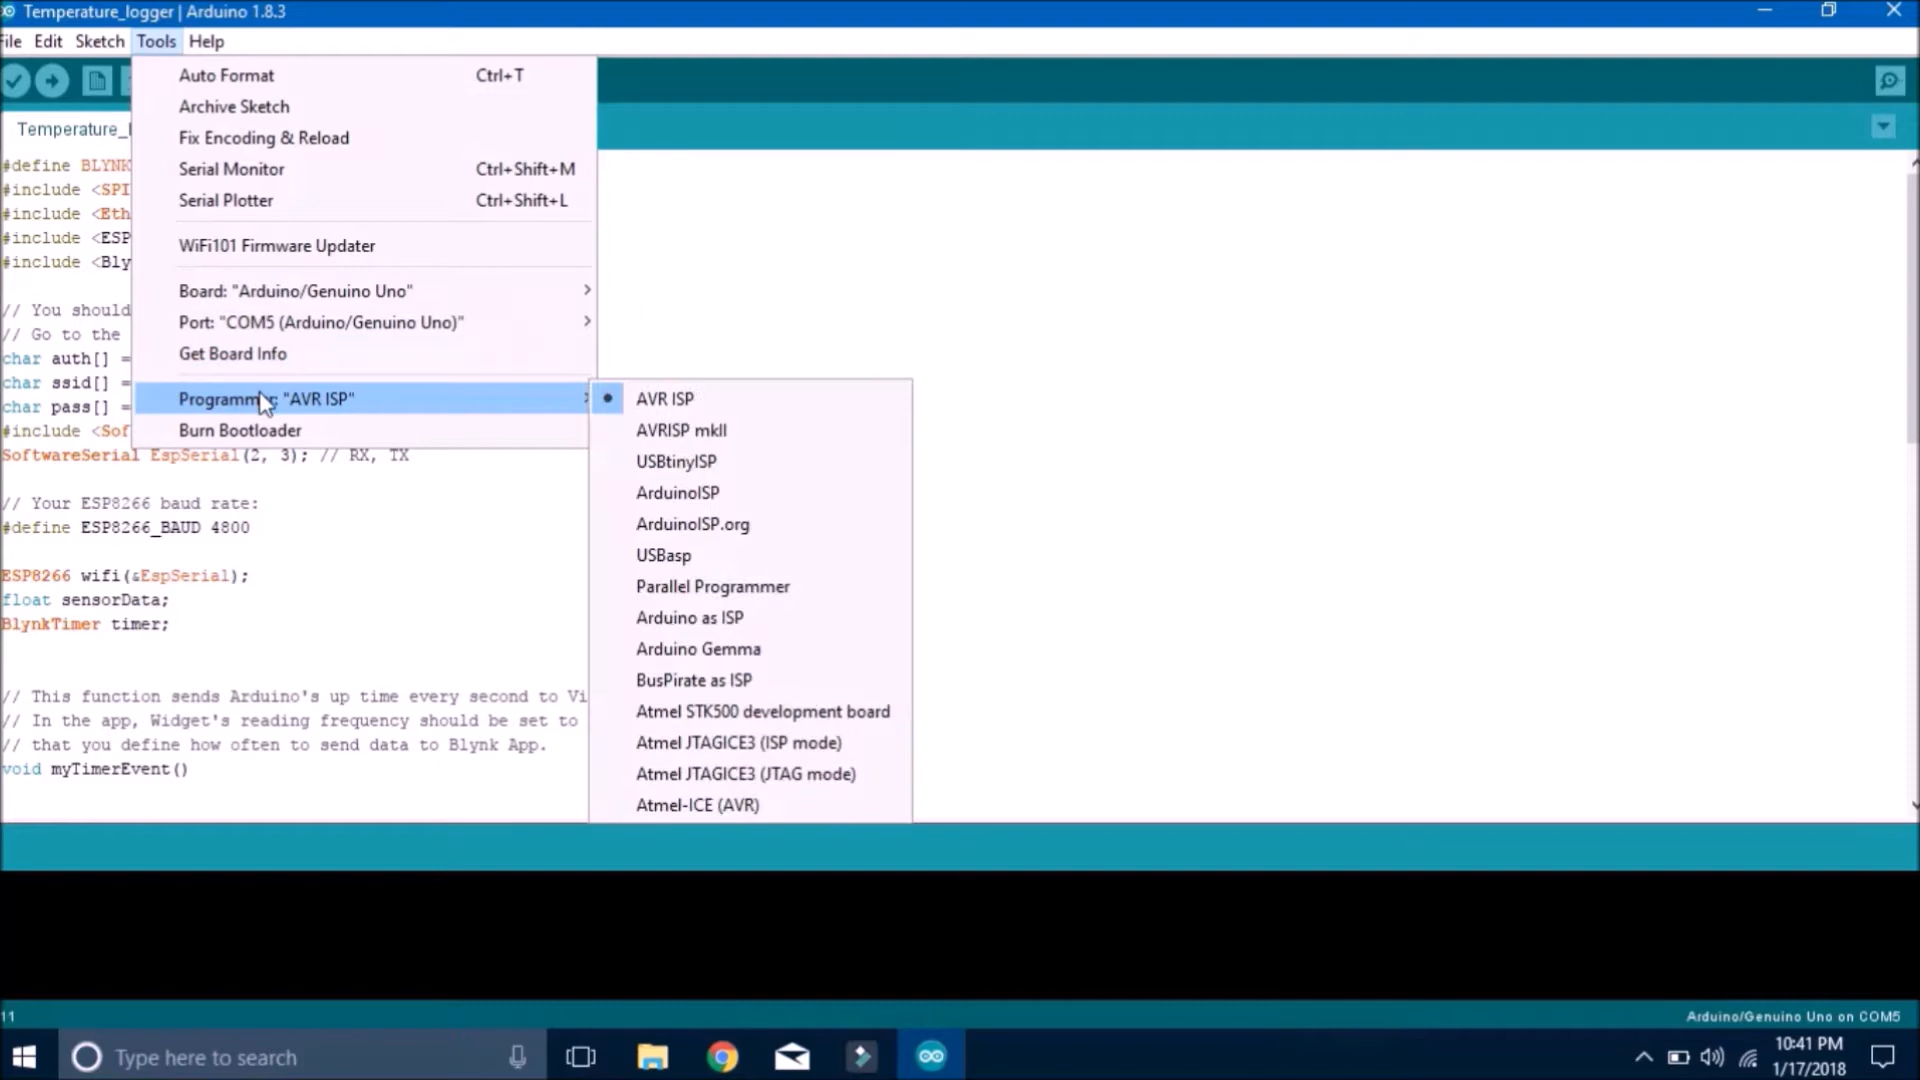 Temperature_logger | Arduino 1.8.3
File Edit Sketch Tools Help
Temperature_l
Auto Format Ctrl+T
Archive Sketch
Fix Encoding & Reload
Serial Monitor Ctrl+Shift+M
Serial Plotter Ctrl+Shift+L
WiFi101 Firmware Updater
Board: "Arduino/Genuino Uno"
Port: "COM5 (Arduino/Genuino Uno)"
Get Board Info
Programmer: "AVR ISP"
Burn Bootloader
AVR ISP
AVRISP mkII
USBtinyISP
ArduinoISP
ArduinoISP.org
USBasp
Parallel Programmer
Arduino as ISP
Arduino Gemma
BusPirate as ISP
Atmel STK500 development board
Atmel JTAGICE3 (ISP mode)
Atmel JTAGICE3 (JTAG mode)
Atmel-ICE (AVR)
#define BLYNK
#include <SPI
#include <Eth
#include <ESP
#include <Bly
// You should
// Go to the
char auth[] =
char ssid[] =
char pass[] =
#include <Sof
SoftwareSerial EspSerial(2, 3); // RX, TX
// Your ESP8266 baud rate:
#define ESP8266_BAUD 4800
ESP8266 wifi(&EspSerial);
float sensorData;
BlynkTimer timer;
// This function sends Arduino's up time every second to Vi
// In the app, Widget's reading frequency should be set to
// that you define how often to send data to Blynk App.
void myTimerEvent()
11
Arduino/Genuino Uno on COM5
Type here to search
10:41 PM
1/17/2018